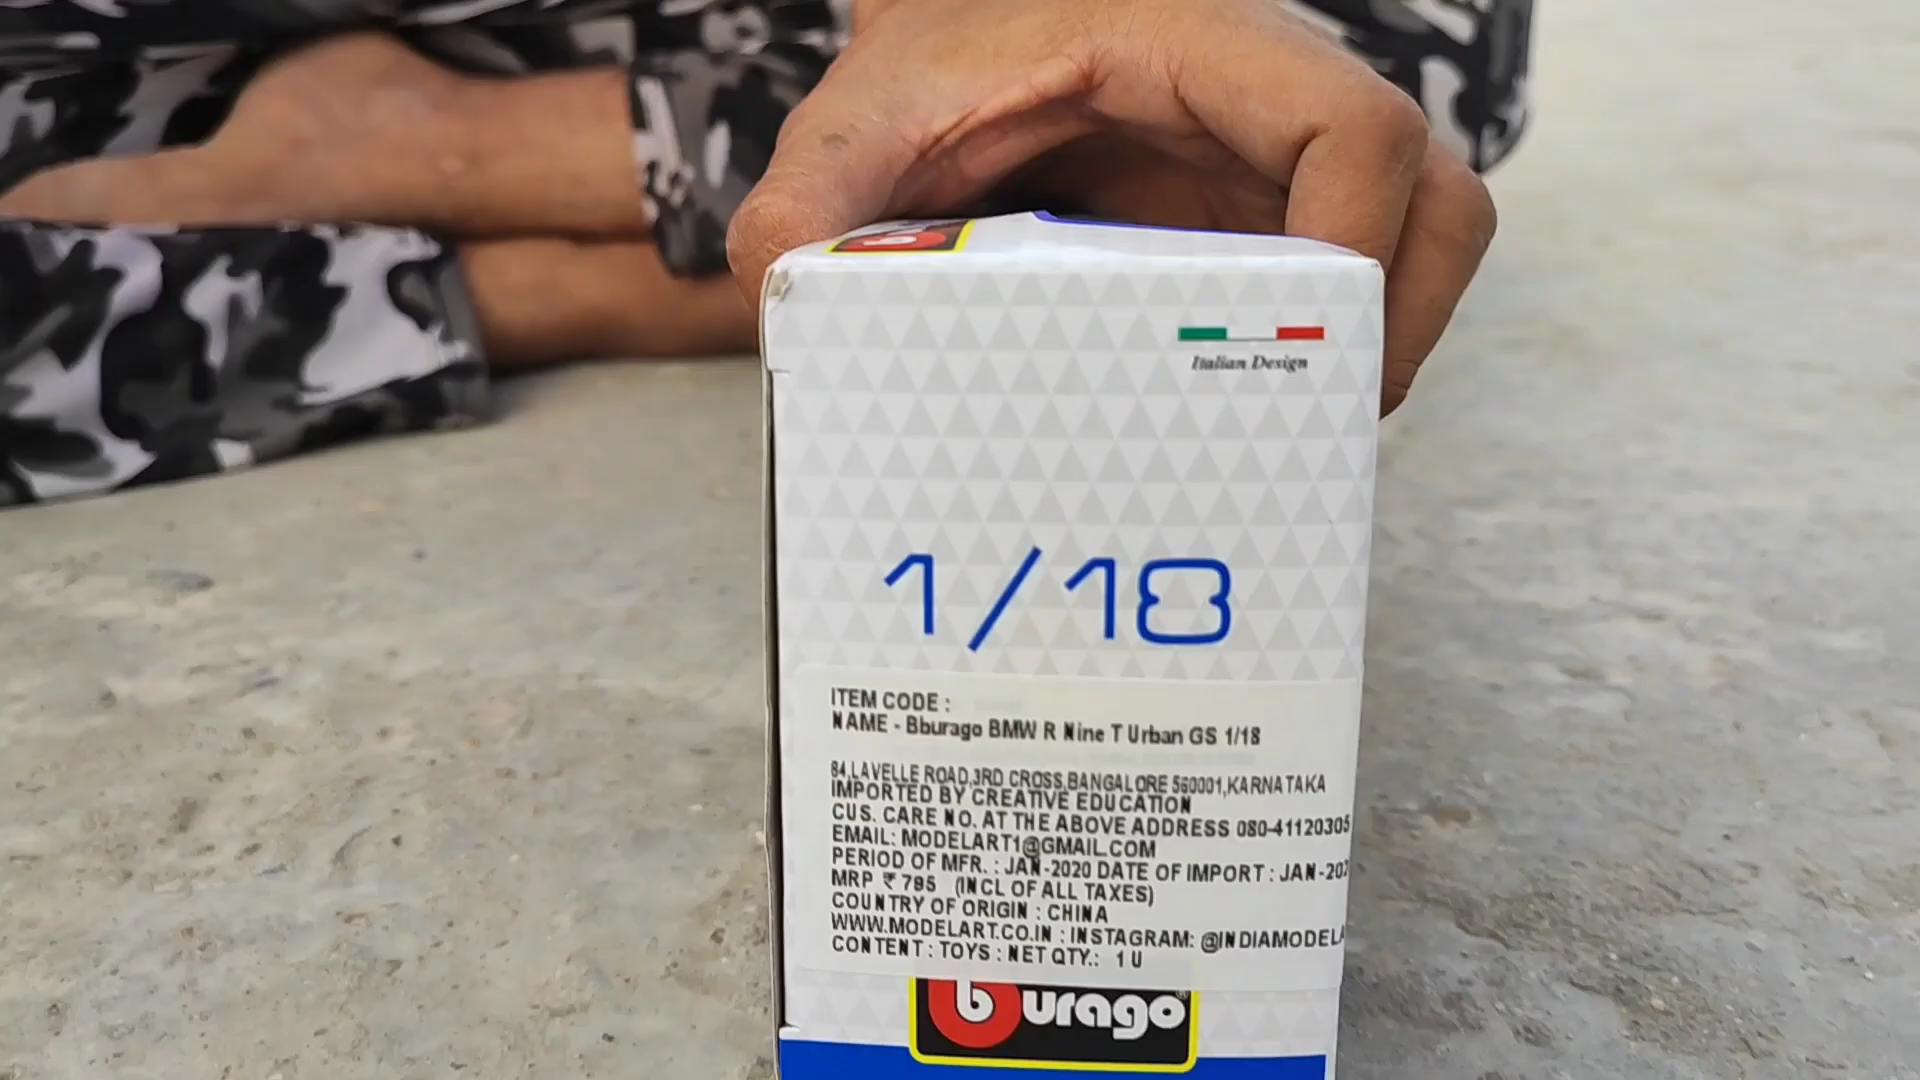 Italian Design
1/18
ITEM CODE :
NAME - Bburago BMW R Nine T Urban GS 1/18
84,LAVELLE ROAD,3RD CROSS,BANGALORE 560001,KARNATAKA
IMPORTED BY CREATIVE EDUCATION
CUS. CARE NO. AT THE ABOVE ADDRESS 080-41120305
EMAIL: MODELART1@GMAIL.COM
PERIOD OF MFR. : JAN-2020 DATE OF IMPORT : JAN-202
MRP ₹ 795 (INCL OF ALL TAXES)
COUNTRY OF ORIGIN : CHINA
WWW.MODELART.CO.IN : INSTAGRAM: @INDIAMODELA
CONTENT : TOYS : NET QTY.: 1 U
burago®